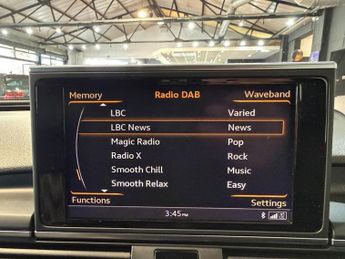 Memory Radio DAB Waveband
LBC Varied
LBC News News
Magic Radio Pop
Radio X Rock
Smooth Chill Music
Smooth Relax Easy
Functions Settings
3:45PM